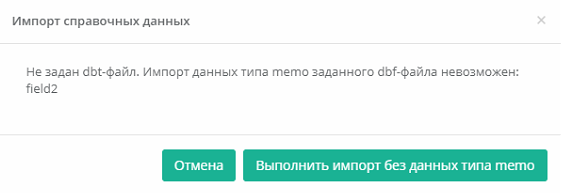 Импорт справочных данных
×
Не задан dbt-файл. Импорт данных типа memo заданного dbf-файла невозможен:
field2
Отмена
Выполнить импорт без данных типа memo